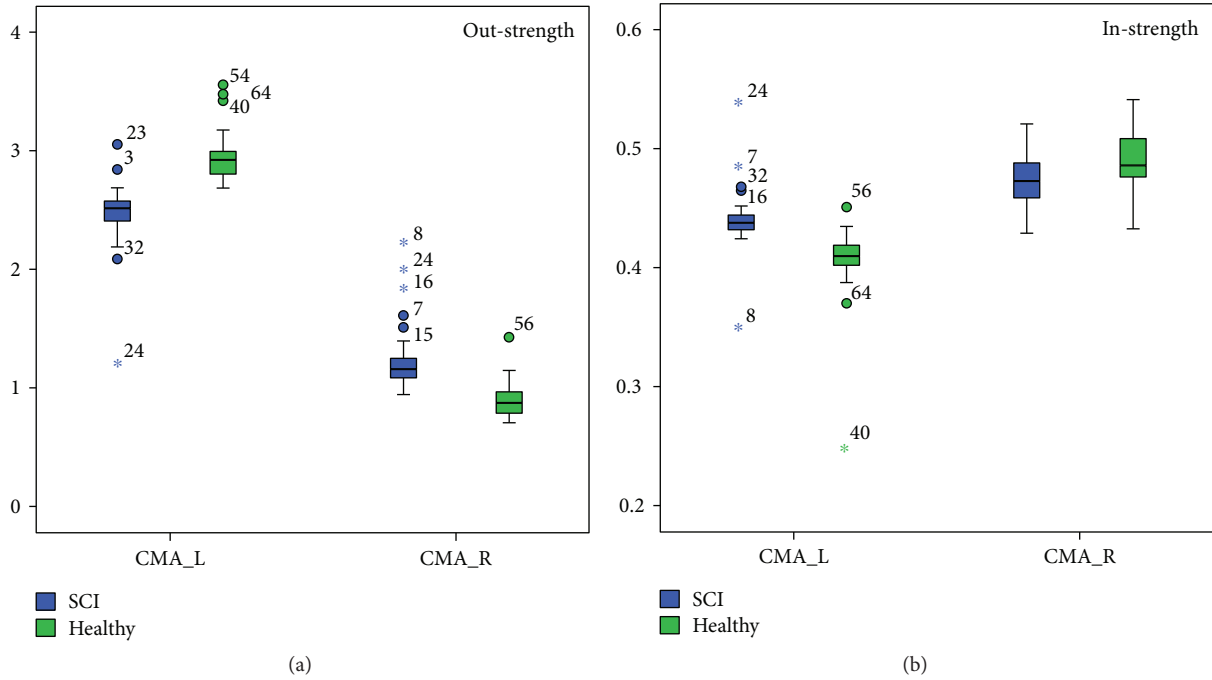 Out-strength
4
3
2
1
0
23
3
32
24
54
64
40
8
24
16
7
15
56
CMA_L
CMA_R
SCI
Healthy
(a)
In-strength
0.6
0.5
0.4
0.3
0.2
24
7
32
16
8
56
64
40
CMA_L
CMA_R
SCI
Healthy
(b)